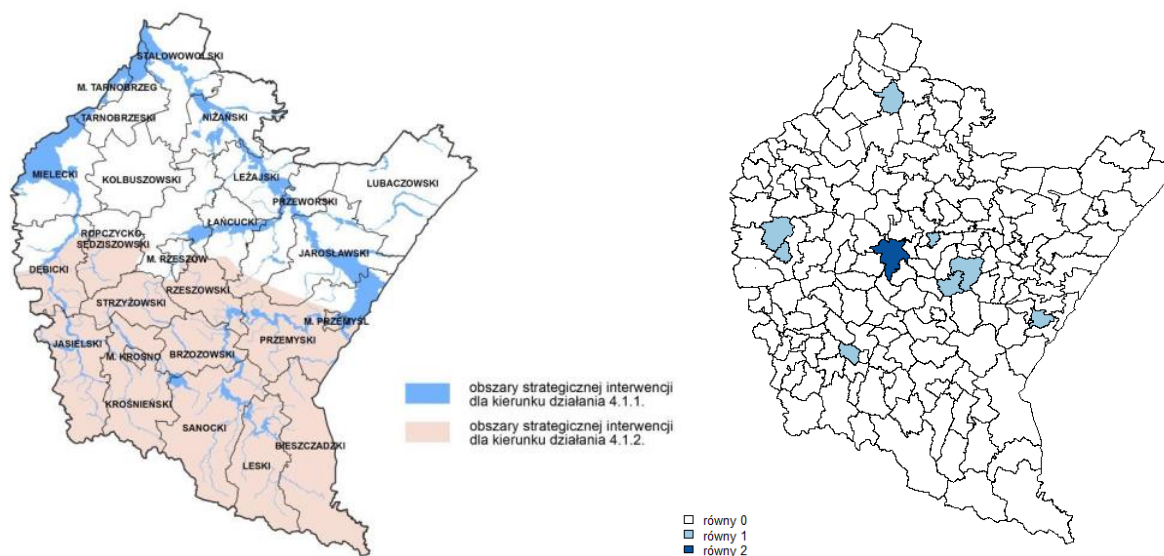 STALOWOWOLSKI
M. TARNOBRZEG
TARNOBRZESKI
NIŻAŃSKI
MIELECKI
KOLBUSZOWSKI
LEŻAJSKI
LUBACZOWSKI
PRZEWORSKI
ŁAŃCUCKI
ROPCZYCKO-
SĘDZISZOWSKI
M. RZESZÓW
JAROSŁAWSKI
DĘBICKI
RZESZOWSKI
STRZYŻOWSKI
M. PRZEMYŚL
JASIELSKI
M. KROSNO
BRZOZOWSKI
PRZEMYSKI
KROŚNIEŃSKI
SANOCKI
BIESZCZADZKI
LESKI
obszary strategicznej interwencji
dla kierunku działania 4.1.1.
obszary strategicznej interwencji
dla kierunku działania 4.1.2.
równy 0
równy 1
równy 2